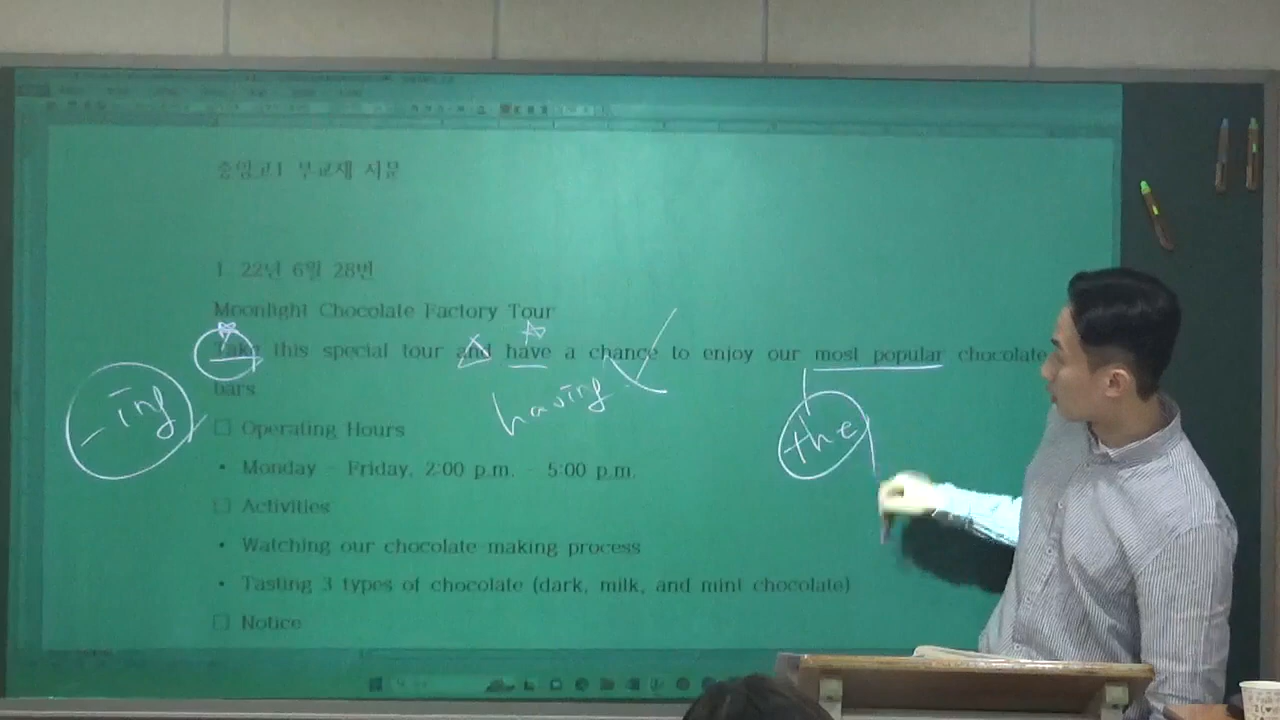 중앙고1 부교재 서문
1. 22년 6월 28번
Moonlight Chocolate Factory Tour
Take this special tour and have a chance to enjoy our most popular chocolate
bars
having
-ing
the
□ Operating Hours
• Monday - Friday, 2:00 p.m. - 5:00 p.m.
□ Activities
• Watching our chocolate-making process
• Tasting 3 types of chocolate (dark, milk, and mint chocolate)
□ Notice